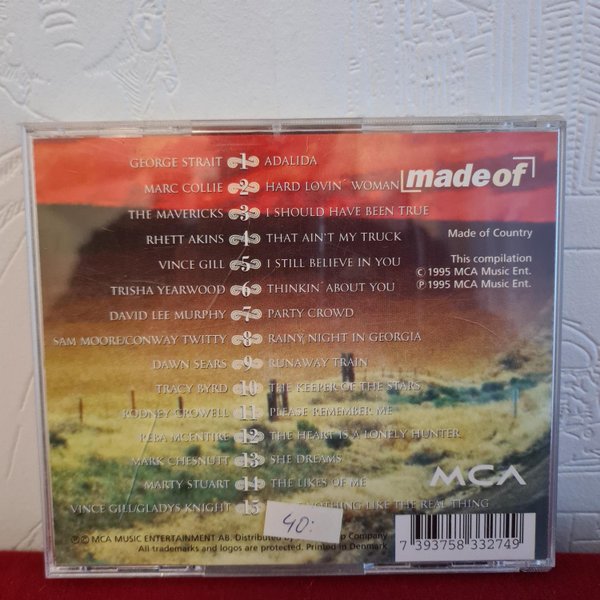 GEORGE STRAIT 1 ADALIDA
MARC COLLIE 2 HARD LOVIN' WOMAN
THE MAVERICKS 3 I SHOULD HAVE BEEN TRUE
RHETT AKINS 4 THAT AIN'T MY TRUCK
VINCE GILL 5 I STILL BELIEVE IN YOU
TRISHA YEARWOOD 6 THINKIN' ABOUT YOU
DAVID LEE MURPHY 7 PARTY CROWD
SAM MOORE/CONWAY TWITTY 8 RAINY NIGHT IN GEORGIA
DAWN SEARS 9 RUNAWAY TRAIN
TRACY BYRD 10 THE KEEPER OF THE STARS
RODNEY CROWELL 11 PLEASE REMEMBER ME
REBA MCENTIRE 12 THE HEART IS A LONELY HUNTER
MARK CHESNUTT 13 SHE DREAMS
MARTY STUART 14 THE LIKES OF ME
VINCE GILL/GLADYS KNIGHT 15 NOTHING LIKE THE REAL THING
made of
Made of Country
This compilation
© 1995 MCA Music Ent.
℗ 1995 MCA Music Ent.
MCA
40:-
℗© MCA MUSIC ENTERTAINMENT AB. Distributed by Company
All trademarks and logos are protected. Printed in Denmark
7 393758 332749